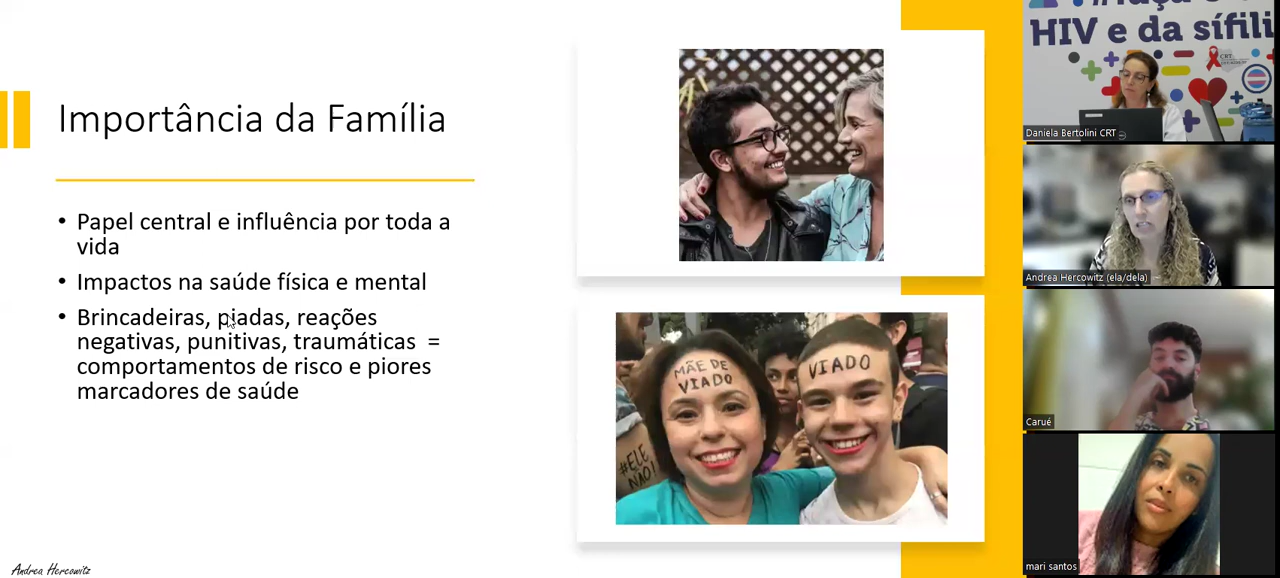 Importância da Família
• Papel central e influência por toda a
vida
• Impactos na saúde física e mental
• Brincadeiras, piadas, reações
negativas, punitivas, traumáticas =
comportamentos de risco e piores
marcadores de saúde
Andrea Hercowitz
MÃE DE
VIADO
VIADO
#ELE
NÃO!
HIV e da sífili
CRT
Daniela Bertolini CRT
Andrea Hercowitz (ela/dela)
Carué
mari santos